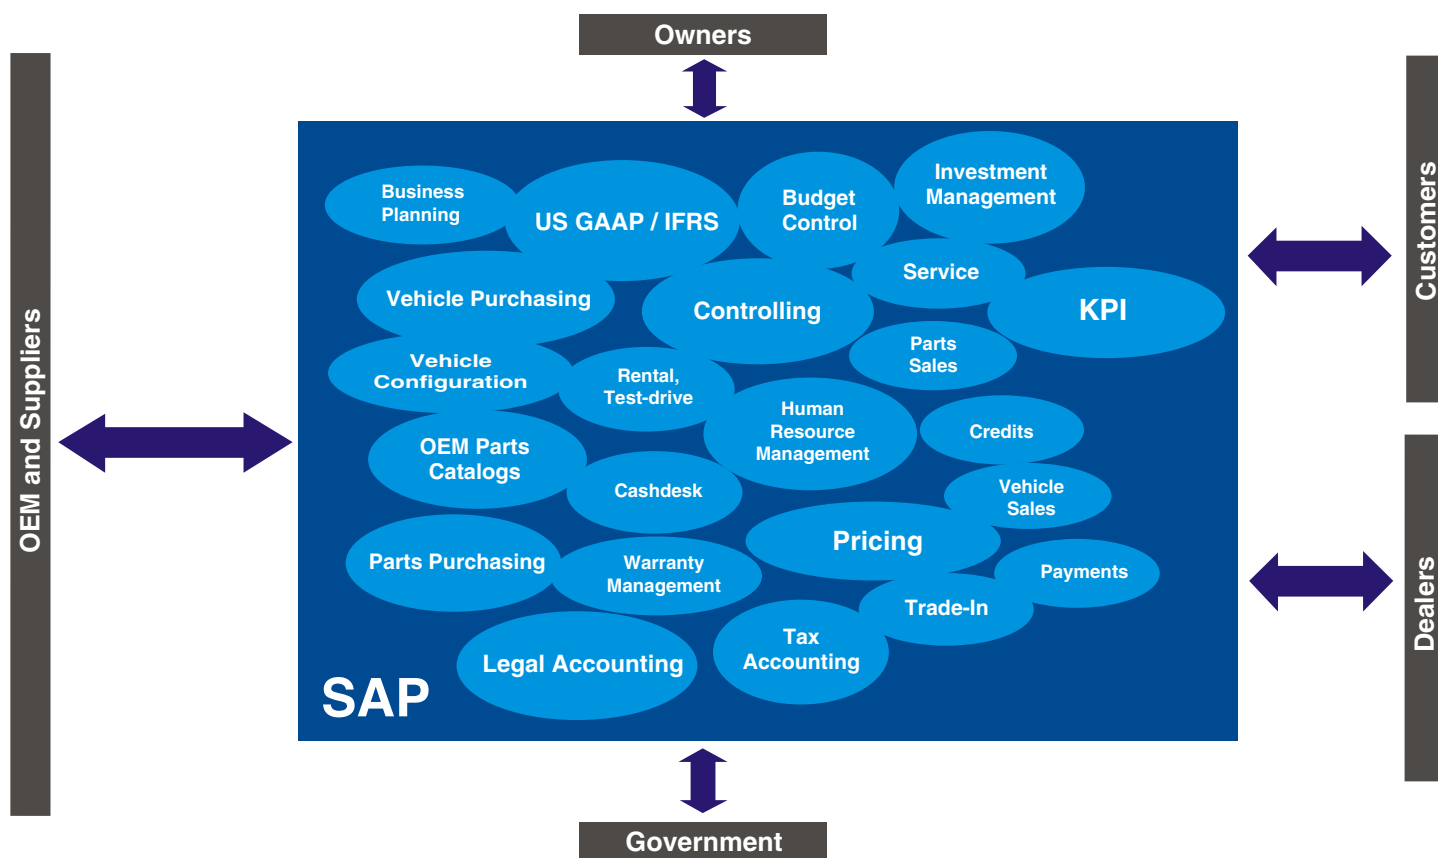 Owners
OEM and Suppliers
Customers
Dealers
Business
Planning
US GAAP / IFRS
Budget
Control
Investment
Management
Service
Vehicle Purchasing
Controlling
KPI
Parts
Sales
Vehicle
Configuration
Rental,
Test-drive
Human
Resource
Management
Credits
OEM Parts
Catalogs
Cashdesk
Vehicle
Sales
Pricing
Parts Purchasing
Warranty
Management
Payments
Trade-In
Tax
Accounting
Legal Accounting
SAP
Government